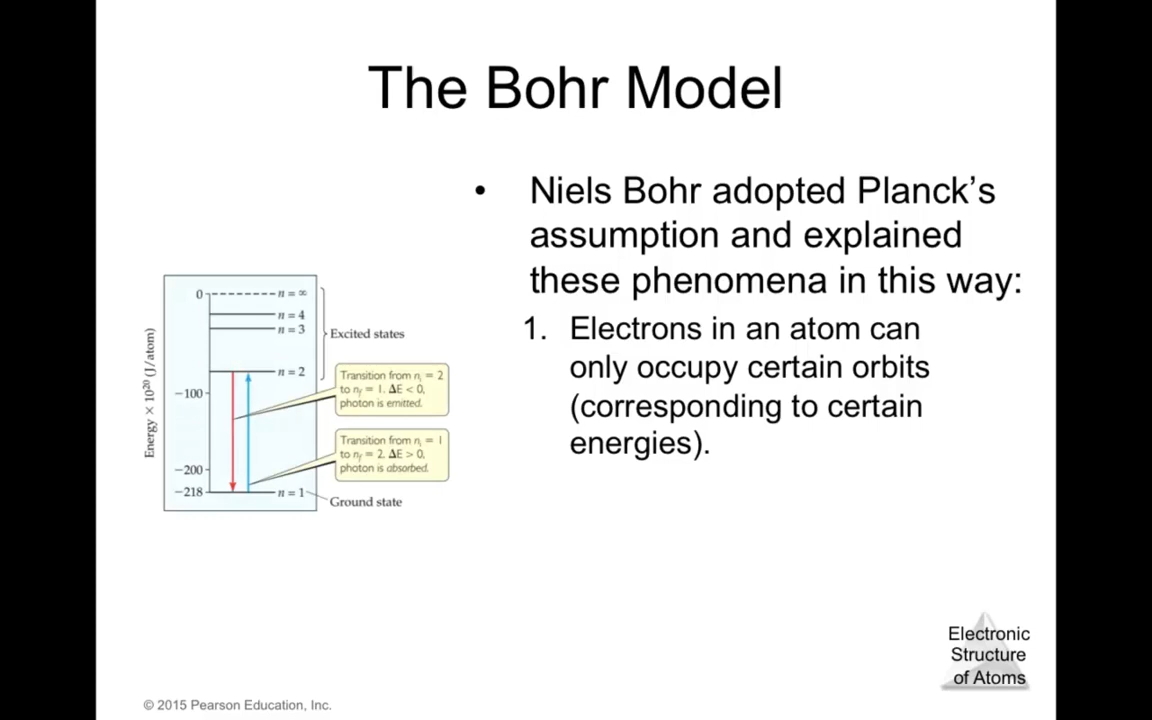 The Bohr Model
• Niels Bohr adopted Planck’s
assumption and explained
these phenomena in this way:
1. Electrons in an atom can
only occupy certain orbits
(corresponding to certain
energies).
Energy × 10²⁰ (J/atom)
0
−100
−200
−218
n = ∞
n = 4
n = 3
n = 2
n = 1
Excited states
Transition from nᵢ = 2
to n_f = 1. ΔE < 0,
photon is emitted.
Transition from nᵢ = 1
to n_f = 2. ΔE > 0,
photon is absorbed.
Ground state
Electronic
Structure
of Atoms
© 2015 Pearson Education, Inc.